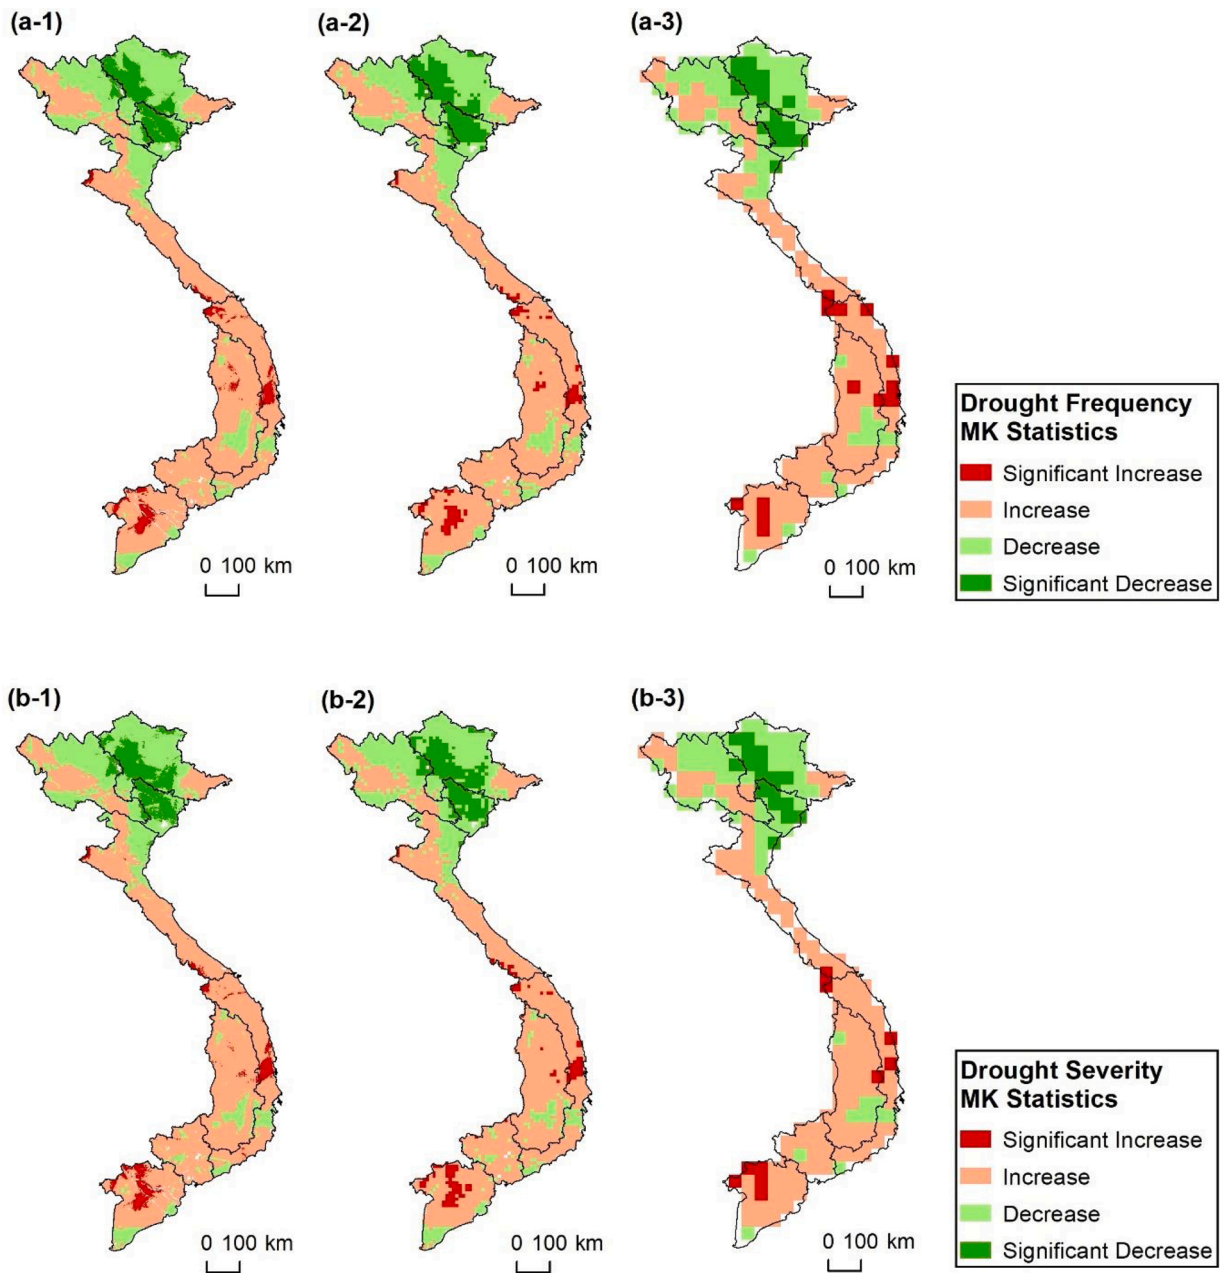 (a-1)
(a-2)
(a-3)
0 100 km
0 100 km
0 100 km
Drought Frequency
MK Statistics
Significant Increase
Increase
Decrease
Significant Decrease
(b-1)
(b-2)
(b-3)
0 100 km
0 100 km
0 100 km
Drought Severity
MK Statistics
Significant Increase
Increase
Decrease
Significant Decrease